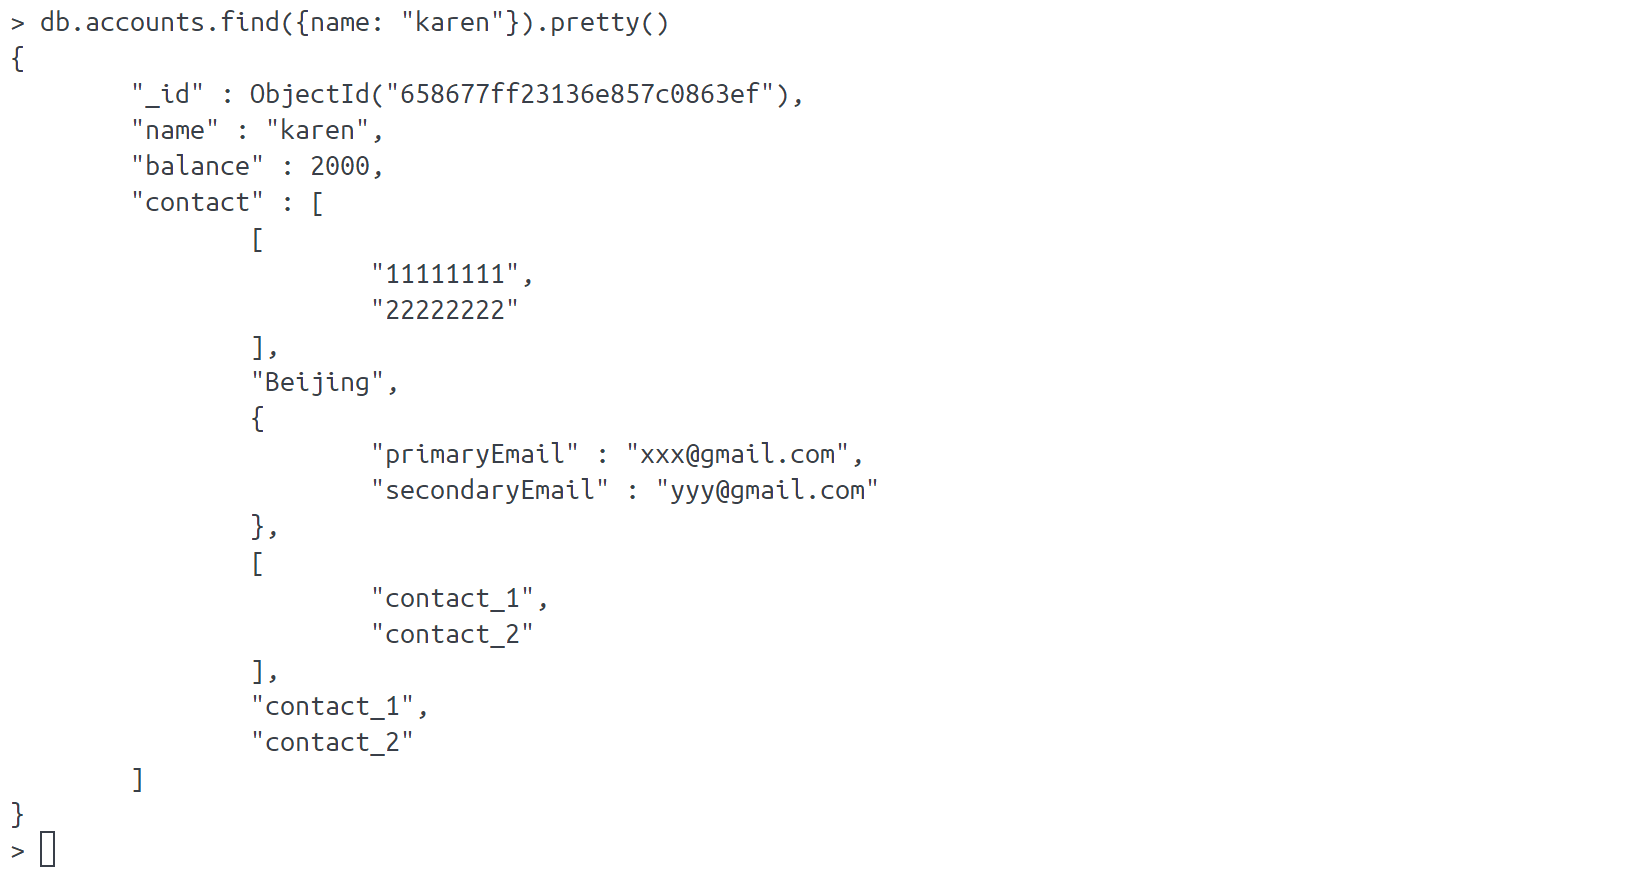 > db.accounts.find({name: "karen"}).pretty()
{
        "_id" : ObjectId("658677ff23136e857c0863ef"),
        "name" : "karen",
        "balance" : 2000,
        "contact" : [
                [
                        "11111111",
                        "22222222"
                ],
                "Beijing",
                {
                        "primaryEmail" : "xxx@gmail.com",
                        "secondaryEmail" : "yyy@gmail.com"
                },
                [
                        "contact_1",
                        "contact_2"
                ],
                "contact_1",
                "contact_2"
        ]
}
>